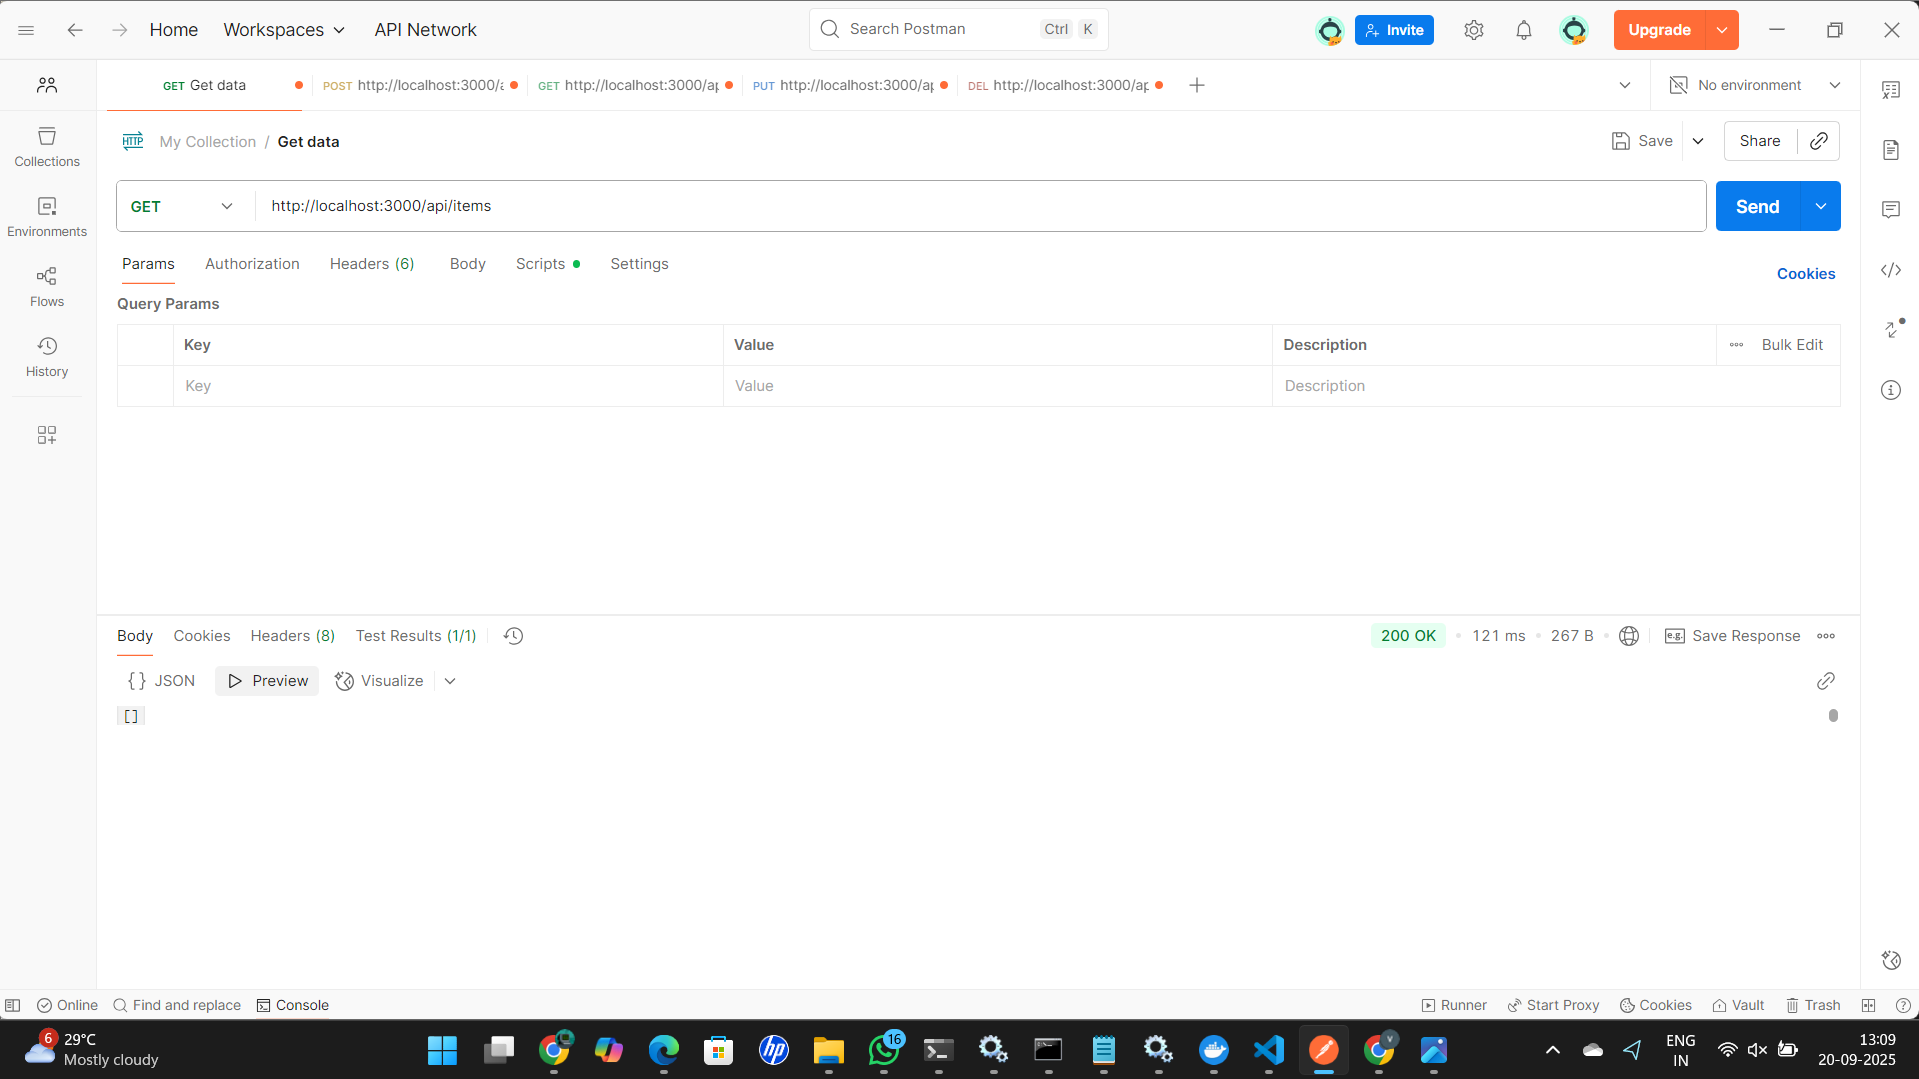 Home Workspaces API Network Search Postman Ctrl K Invite Upgrade
GET Get data POST http://localhost:3000/a GET http://localhost:3000/ap PUT http://localhost:3000/ap DEL http://localhost:3000/ap No environment
HTTP My Collection / Get data Save Share
GET http://localhost:3000/api/items Send
Collections
Environments
Flows
History
Params Authorization Headers (6) Body Scripts Settings Cookies
Query Params
Key Value Description Bulk Edit
Key Value Description
Body Cookies Headers (8) Test Results (1/1) 200 OK 121 ms 267 B e.g. Save Response
{} JSON Preview Visualize
[]
Online Find and replace Console Runner Start Proxy Cookies Vault Trash
6 29°C
Mostly cloudy
hp 16 V
ENG
IN
13:09
20-09-2025